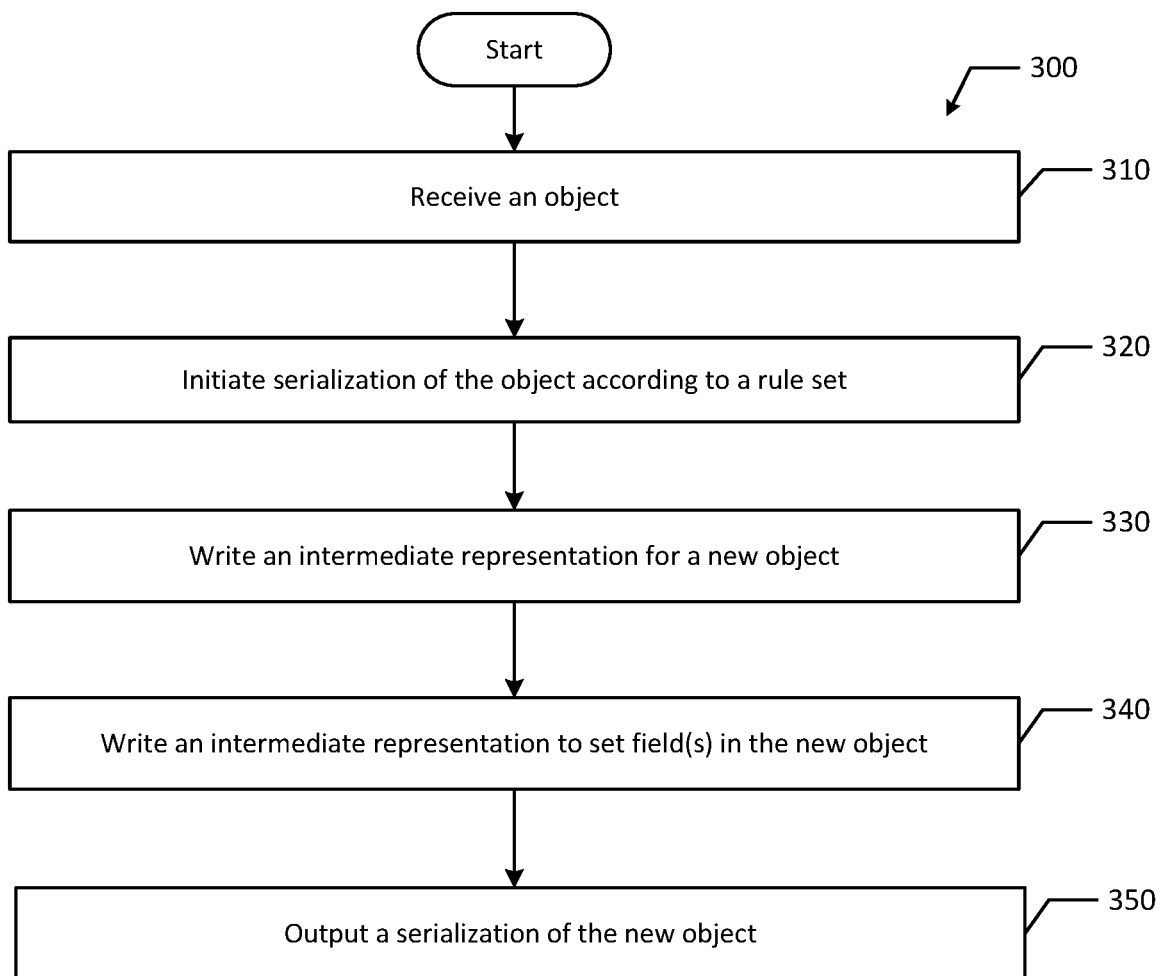 Start
300
Receive an object
310
Initiate serialization of the object according to a rule set
320
Write an intermediate representation for a new object
330
Write an intermediate representation to set field(s) in the new object
340
Output a serialization of the new object
350